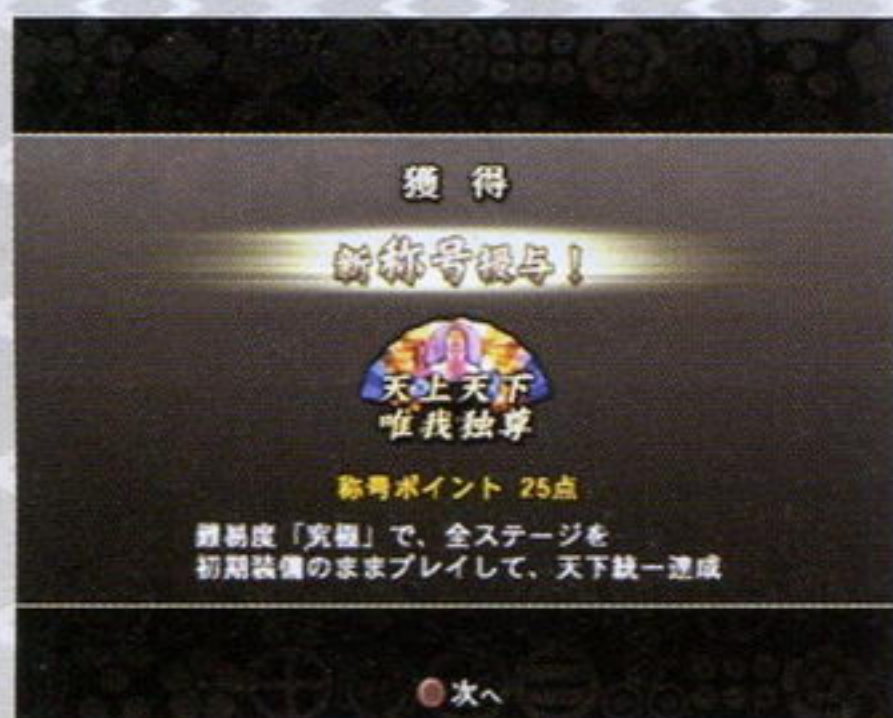 獲得
新称号授与！
天上天下
唯我独尊
称号ポイント 25点
難易度「究極」で、全ステージを
初期装備のままプレイして、天下統一達成
次へ